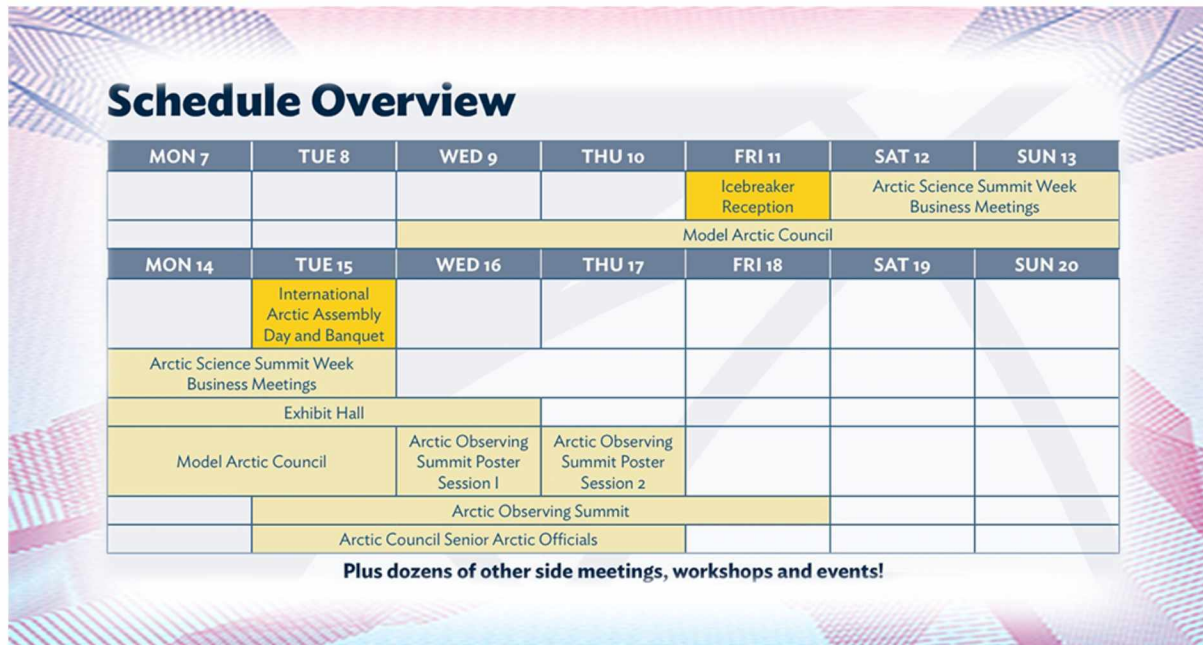 Schedule Overview
MON 7 TUE 8 WED 9 THU 10 FRI 11 SAT 12 SUN 13
Icebreaker
Reception
Arctic Science Summit Week
Business Meetings
Model Arctic Council
MON 14 TUE 15 WED 16 THU 17 FRI 18 SAT 19 SUN 20
International
Arctic Assembly
Day and Banquet
Arctic Science Summit Week
Business Meetings
Exhibit Hall
Model Arctic Council
Arctic Observing
Summit Poster
Session I
Arctic Observing
Summit Poster
Session 2
Arctic Observing Summit
Arctic Council Senior Arctic Officials
Plus dozens of other side meetings, workshops and events!